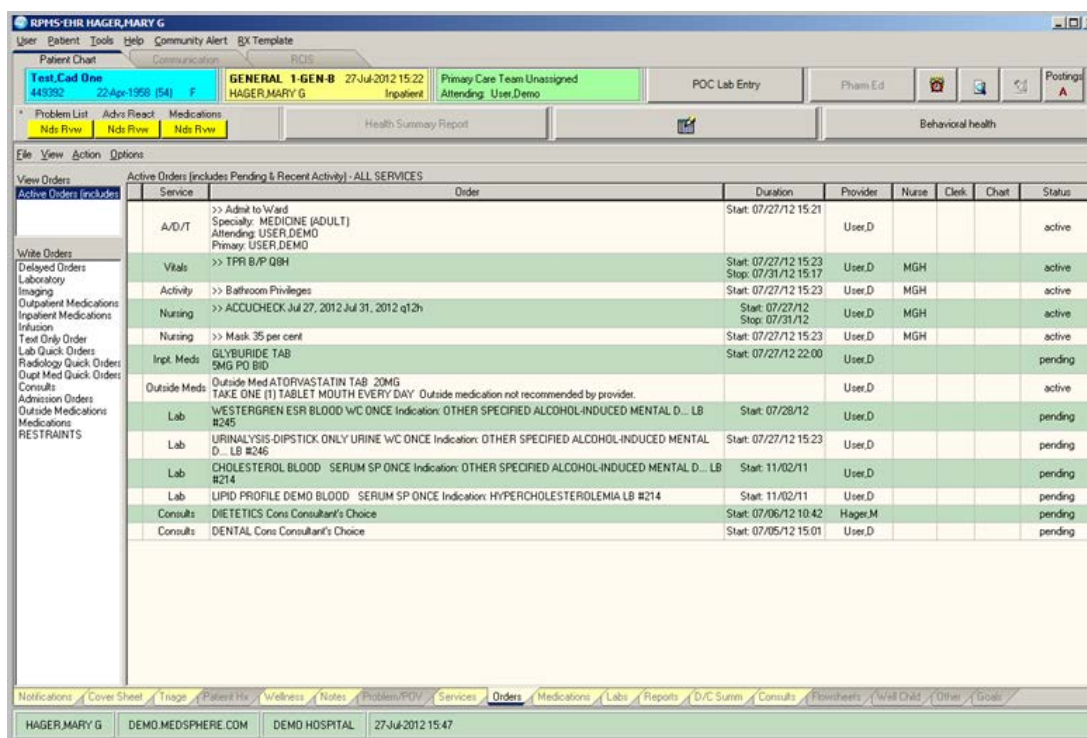 RPMS-EHR HAGER,MARY G
User Patient Tools Help Community Alert RX Template
Patient Chart Communication RCIS
Test,Cad One
449392 22-Apr-1958 (54) F
GENERAL 1-GEN-B 27-Jul-2012 15:22
HAGER,MARY G Inpatient
Primary Care Team Unassigned
Attending: User,Demo
POC Lab Entry
Pharm Ed
Postings
A
Problem List Advs React Medications
Nds Rvw Nds Rvw Nds Rvw
Health Summary Report
Behavioral health
File View Action Options
View Orders
Active Orders (includes
Write Orders
Delayed Orders
Laboratory
Imaging
Outpatient Medications
Inpatient Medications
Infusion
Text Only Order
Lab Quick Orders
Radiology Quick Orders
Oupt Med Quick Orders
Consults
Admission Orders
Outside Medications
Medications
RESTRAINTS
Active Orders (includes Pending & Recent Activity) - ALL SERVICES
Service Order Duration Provider Nurse Clerk Chart Status
A/D/T >> Admit to Ward Start: 07/27/12 15:21 User,D active
Specialty: MEDICINE (ADULT)
Attending: USER,DEMO
Primary: USER,DEMO
Vitals >> TPR B/P Q8H Start: 07/27/12 15:23 User,D MGH active
Stop: 07/31/12 15:17
Activity >> Bathroom Privileges Start: 07/27/12 15:23 User,D MGH active
Nursing >> ACCUCHECK Jul 27, 2012 Jul 31, 2012 q12h Start: 07/27/12 User,D MGH active
Stop: 07/31/12
Nursing >> Mask 35 per cent Start: 07/27/12 15:23 User,D MGH active
Inpt. Meds GLYBURIDE TAB Start: 07/27/12 22:00 User,D pending
5MG PO BID
Outside Meds Outside Med ATORVASTATIN TAB 20MG User,D active
TAKE ONE (1) TABLET MOUTH EVERY DAY Outside medication not recommended by provider.
Lab WESTERGREN ESR BLOOD WC ONCE Indication: OTHER SPECIFIED ALCOHOL-INDUCED MENTAL D... LB Start: 07/28/12 User,D pending
#245
Lab URINALYSIS-DIPSTICK ONLY URINE WC ONCE Indication: OTHER SPECIFIED ALCOHOL-INDUCED MENTAL Start: 07/27/12 15:23 User,D pending
D... LB #246
Lab CHOLESTEROL BLOOD SERUM SP ONCE Indication: OTHER SPECIFIED ALCOHOL-INDUCED MENTAL D... LB Start: 11/02/11 User,D pending
#214
Lab LIPID PROFILE DEMO BLOOD SERUM SP ONCE Indication: HYPERCHOLESTEROLEMIA LB #214 Start: 11/02/11 User,D pending
Consults DIETETICS Cons Consultant's Choice Start: 07/06/12 10:42 Hager,M pending
Consults DENTAL Cons Consultant's Choice Start: 07/05/12 15:01 User,D pending
Notifications Cover Sheet Triage Patient Hx Wellness Notes Problem/POV Services Orders Medications Labs Reports D/C Summ Consults Flowsheets Well Child Other Goals
HAGER,MARY G DEMO.MEDSPHERE.COM DEMO HOSPITAL 27-Jul-2012 15:47